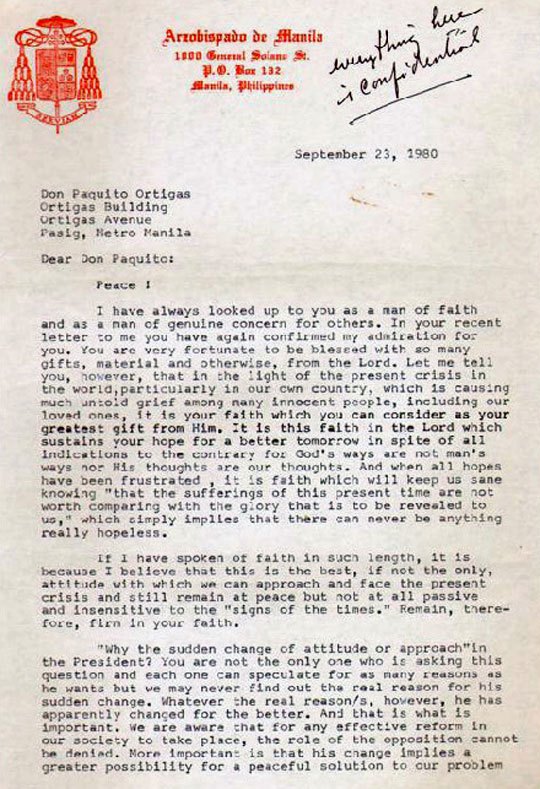 Arzobispado de Manila
1800 General Solano St.
P.O. Box 132
Manila, Philippines
everything here
is confidential
SERVIAM
September 23, 1980
Don Paquito Ortigas
Ortigas Building
Ortigas Avenue
Pasig, Metro Manila
Dear Don Paquito:
Peace !
I have always looked up to you as a man of faith
and as a man of genuine concern for others. In your recent
letter to me you have again confirmed my admiration for
you. You are very fortunate to be blessed with so many
gifts, material and otherwise, from the Lord. Let me tell
you, however, that in the light of the present crisis in
the world,particularly in our own country, which is causing
much untold grief among many innocent people, including our
loved ones, it is your faith which you can consider as your
greatest gift from Him. It is this faith in the Lord which
sustains your hope for a better tomorrow in spite of all
indications to the contrary for God's ways are not man's
ways nor His thoughts are our thoughts. And when all hopes
have been frustrated , it is faith which will keep us sane
knowing "that the sufferings of this present time are not
worth comparing with the glory that is to be revealed to
us," which simply implies that there can never be anything
really hopeless.
If I have spoken of faith in such length, it is
because I believe that this is the best, if not the only,
attitude with which we can approach and face the present
crisis and still remain at peace but not at all passive
and insensitive to the "signs of the times." Remain, there-
fore, firm in your faith.
"Why the sudden change of attitude or approach"in
the President? You are not the only one who is asking this
question and each one can speculate for as many reasons as
he wants but we may never find out the real reason for his
sudden change. Whatever the real reason/s, however, he has
apparently changed for the better. And that is what is
important. We are aware that for any effective reform in
our society to take place, the role of the opposition cannot
be denied. More important is that his change implies a
greater possibility for a peaceful solution to our problem